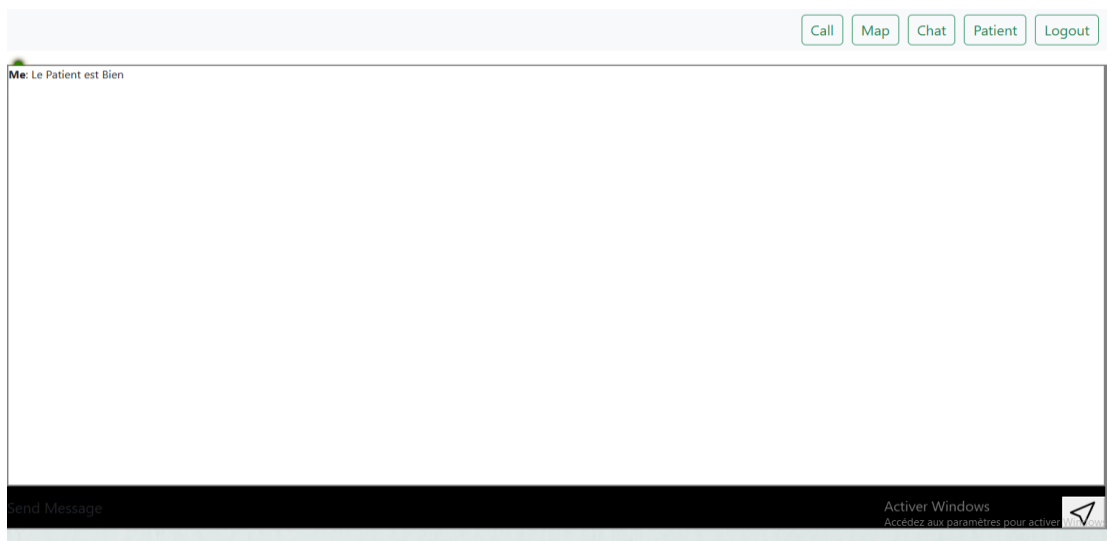 Call Map Chat Patient Logout
Me: Le Patient est Bien
Send Message
Activer Windows
Accédez aux paramètres pour activer Windows